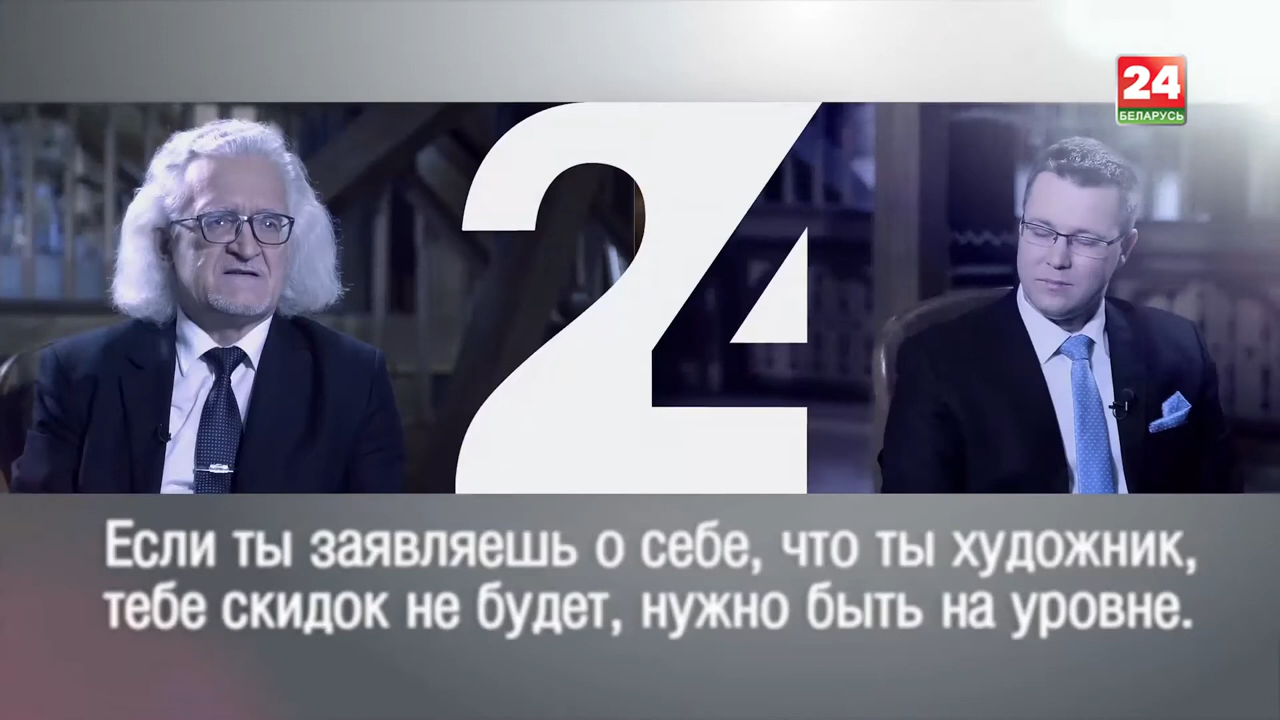 24
БЕЛАРУСЬ
24
Если ты заявляешь о себе, что ты художник,
тебе скидок не будет, нужно быть на уровне.